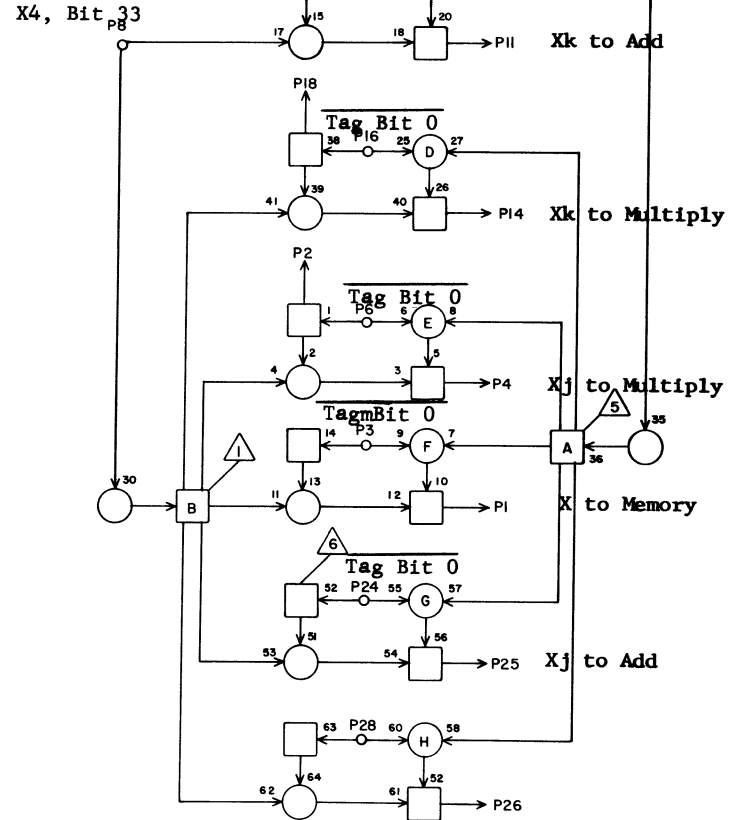 X4, Bit 33
P8
15
20
17
18
P11
Xk to Add
P18
Tag Bit 0
P16
38
25
D
27
39
26
41
40
P14
Xk to Multiply
P2
Tag Bit 0
P6
1
6
E
8
2
5
4
3
P4
Xj to Multiply
5
TagmBit 0
P3
14
9
F
7
A
36
35
1
13
10
30
B
11
12
P1
X to Memory
6
Tag Bit 0
P24
52
55
G
57
51
56
53
54
P25
Xj to Add
P28
63
60
H
58
64
52
62
61
P26